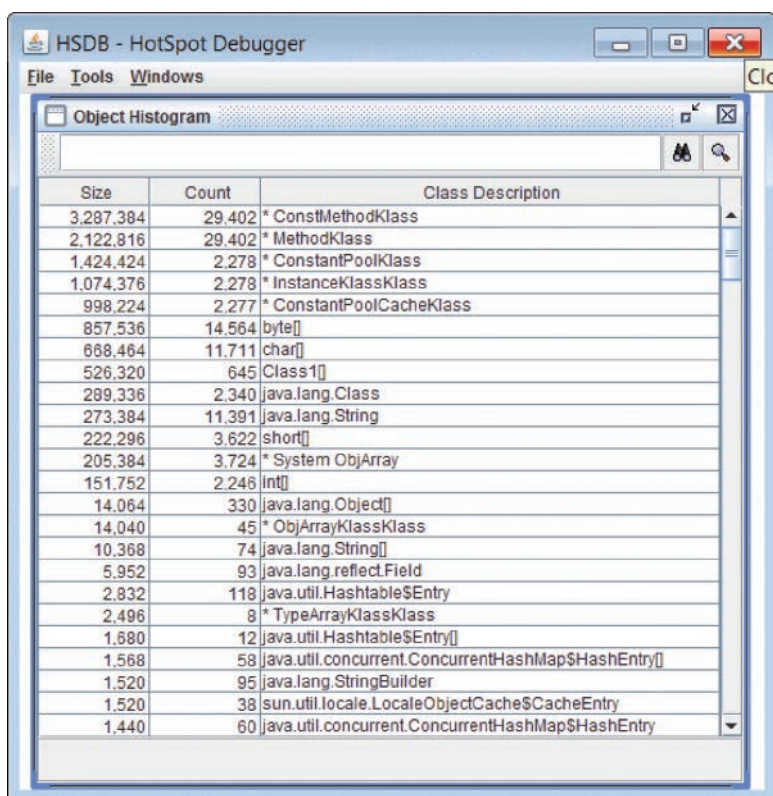 HSDB - HotSpot Debugger
File Tools Windows
Clo
Object Histogram
Size Count Class Description
3,287,384 29,402 * ConstMethodKlass
2,122,816 29,402 * MethodKlass
1,424,424 2,278 * ConstantPoolKlass
1,074,376 2,278 * InstanceKlassKlass
998,224 2,277 * ConstantPoolCacheKlass
857,536 14,564 byte[]
668,464 11,711 char[]
526,320 645 Class1[]
289,336 2,340 java.lang.Class
273,384 11,391 java.lang.String
222,296 3,622 short[]
205,384 3,724 * System ObjArray
151,752 2,246 int[]
14,064 330 java.lang.Object[]
14,040 45 * ObjArrayKlassKlass
10,368 74 java.lang.String[]
5,952 93 java.lang.reflect.Field
2,832 118 java.util.Hashtable$Entry
2,496 8 * TypeArrayKlassKlass
1,680 12 java.util.Hashtable$Entry[]
1,568 58 java.util.concurrent.ConcurrentHashMap$HashEntry[]
1,520 95 java.lang.StringBuilder
1,520 38 sun.util.locale.LocaleObjectCache$CacheEntry
1,440 60 java.util.concurrent.ConcurrentHashMap$HashEntry